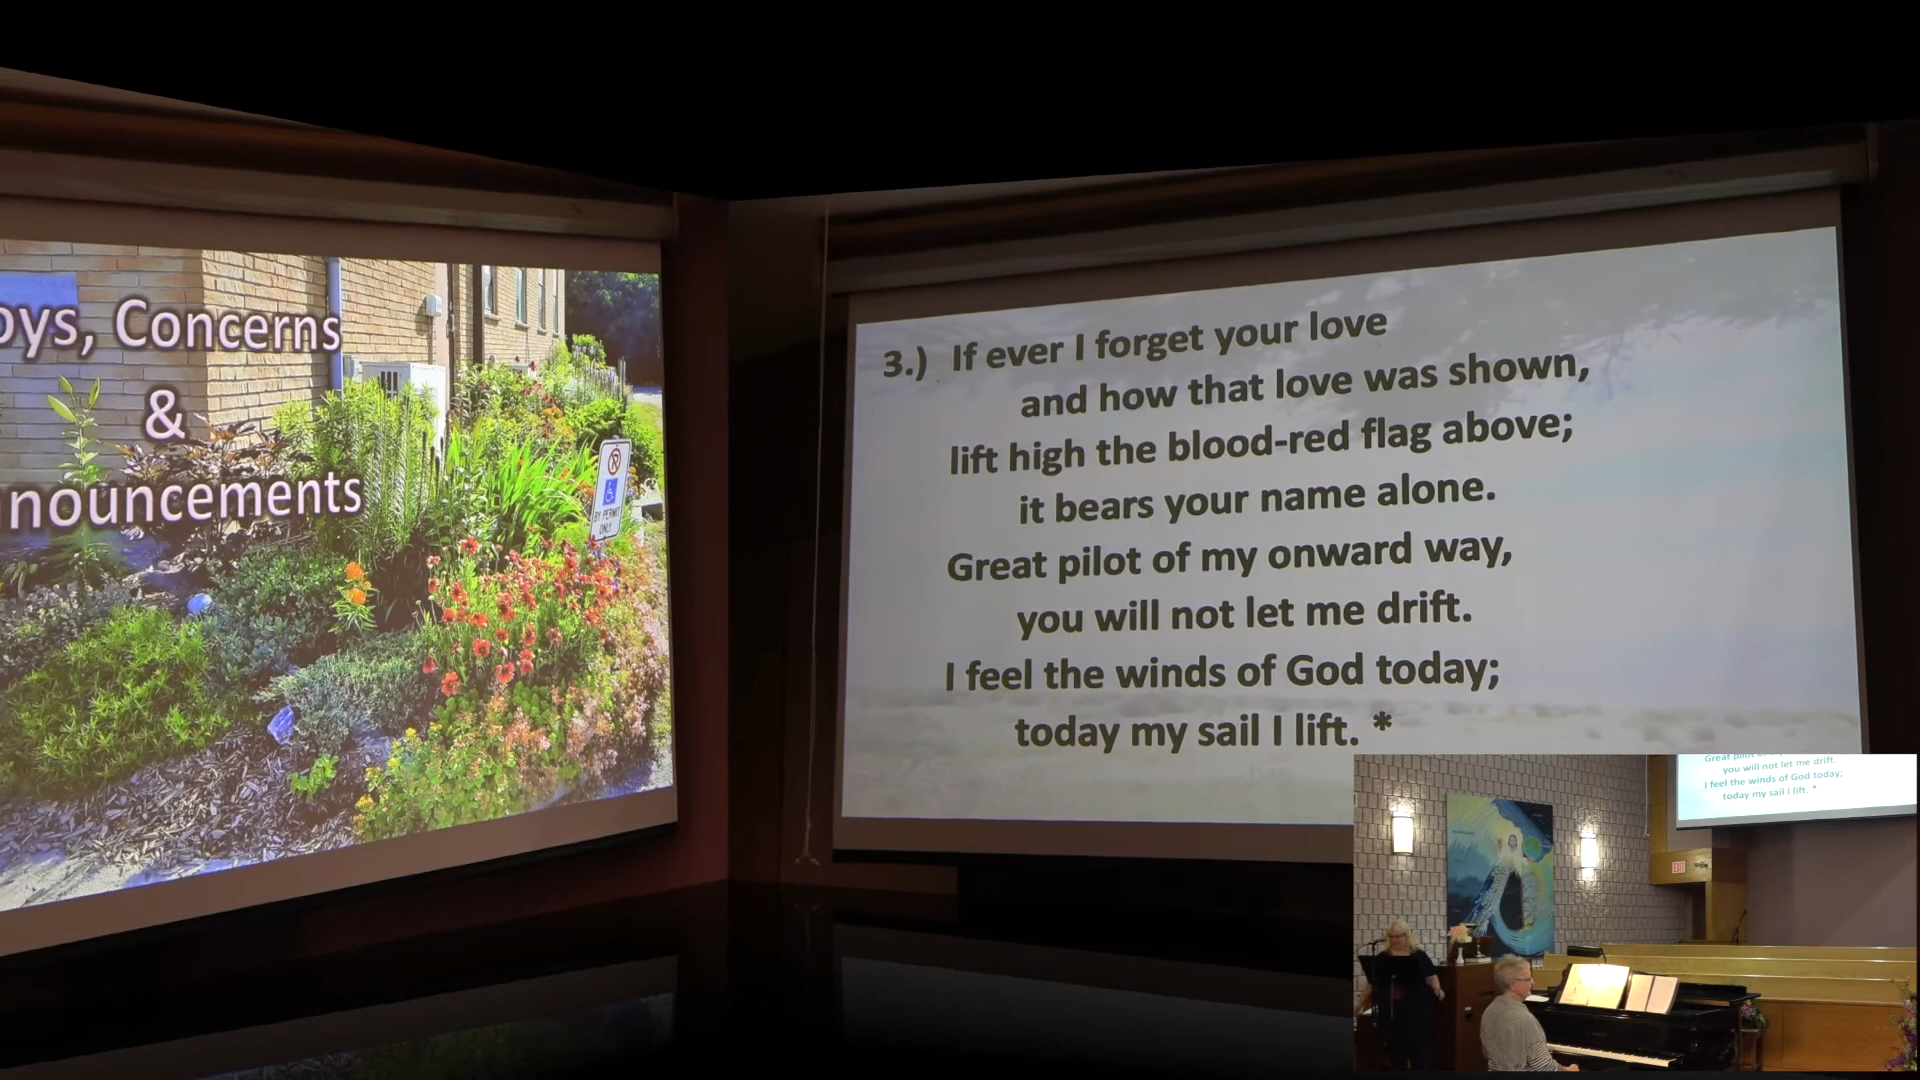 oys, Concerns
&
nouncements
BY PERMIT
ONLY
3.) If ever I forget your love
and how that love was shown,
lift high the blood-red flag above;
it bears your name alone.
Great pilot of my onward way,
you will not let me drift.
I feel the winds of God today;
today my sail I lift. *
you will not let me drift.
I feel the winds of God today;
today my sail I lift. *
EXIT